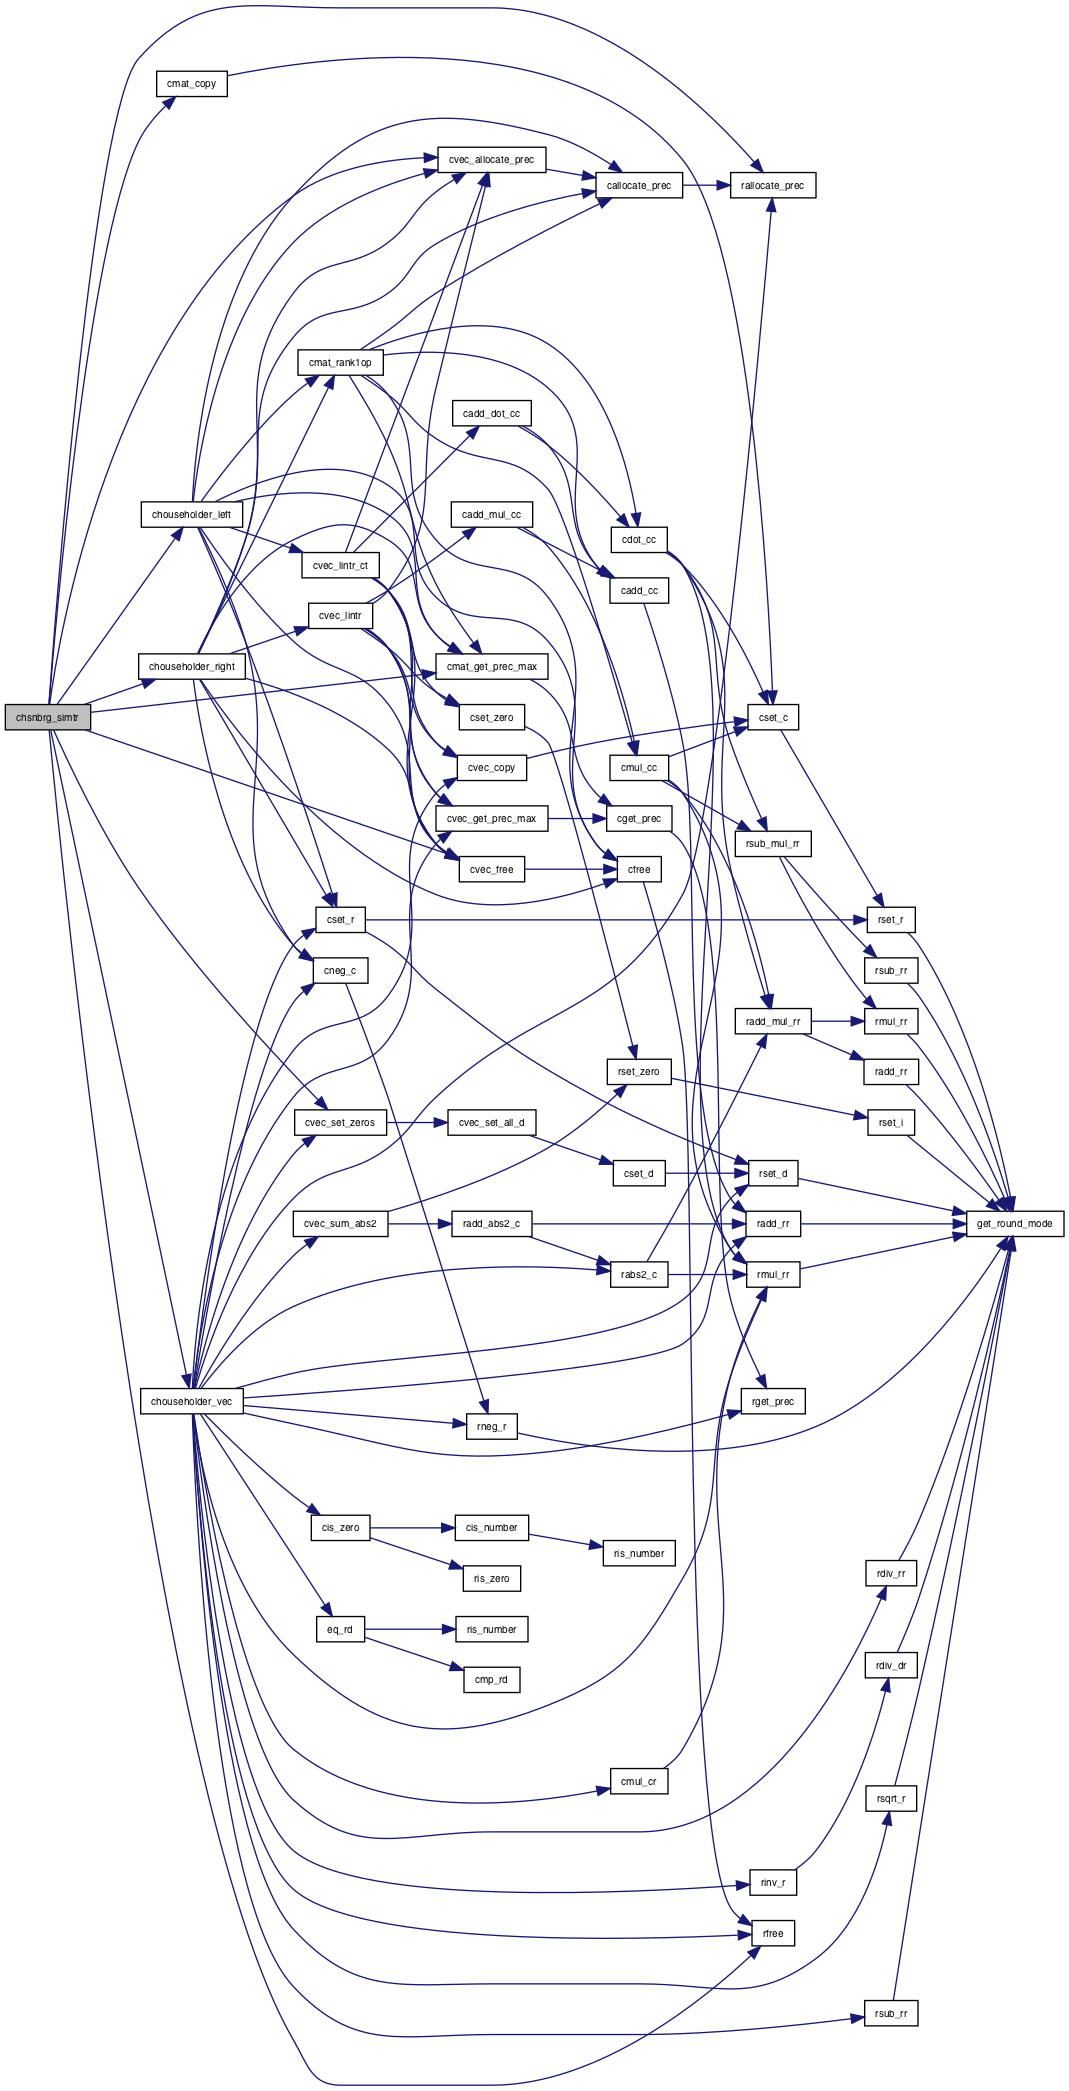 cmat_copy
cvec_allocate_prec
callocate_prec
rallocate_prec
cmat_rank1op
cadd_dot_cc
chouseholder_left
cadd_mul_cc
cdot_cc
cvec_lintr_ct
cadd_cc
cvec_lintr
chouseholder_right
cmat_get_prec_max
chsnbrg_simtr
cset_zero
cset_c
cvec_copy
cmul_cc
cvec_get_prec_max
cget_prec
rsub_mul_rr
cvec_free
cfree
cset_r
rset_r
cneg_c
rsub_rr
radd_mul_rr
rmul_rr
rset_zero
radd_rr
cvec_set_zeros
cvec_set_all_d
rset_i
cset_d
rset_d
cvec_sum_abs2
radd_abs2_c
radd_rr
get_round_mode
rabs2_c
rmul_rr
chouseholder_vec
rget_prec
rneg_r
cis_zero
cis_number
ris_number
ris_zero
rdiv_rr
eq_rd
ris_number
cmp_rd
rdiv_dr
cmul_cr
rsqrt_r
rinv_r
rfree
rsub_rr